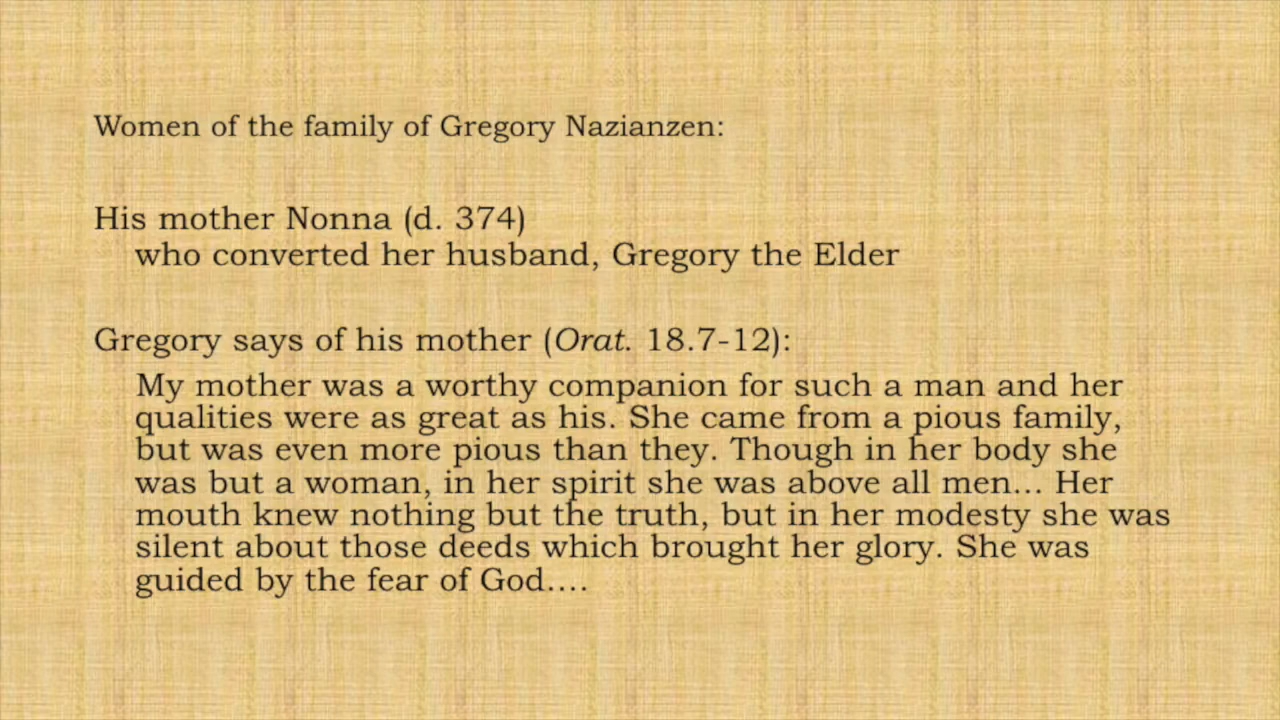 Women of the family of Gregory Nazianzen:
His mother Nonna (d. 374)
who converted her husband, Gregory the Elder
Gregory says of his mother (Orat. 18.7-12):
My mother was a worthy companion for such a man and her
qualities were as great as his. She came from a pious family,
but was even more pious than they. Though in her body she
was but a woman, in her spirit she was above all men... Her
mouth knew nothing but the truth, but in her modesty she was
silent about those deeds which brought her glory. She was
guided by the fear of God....